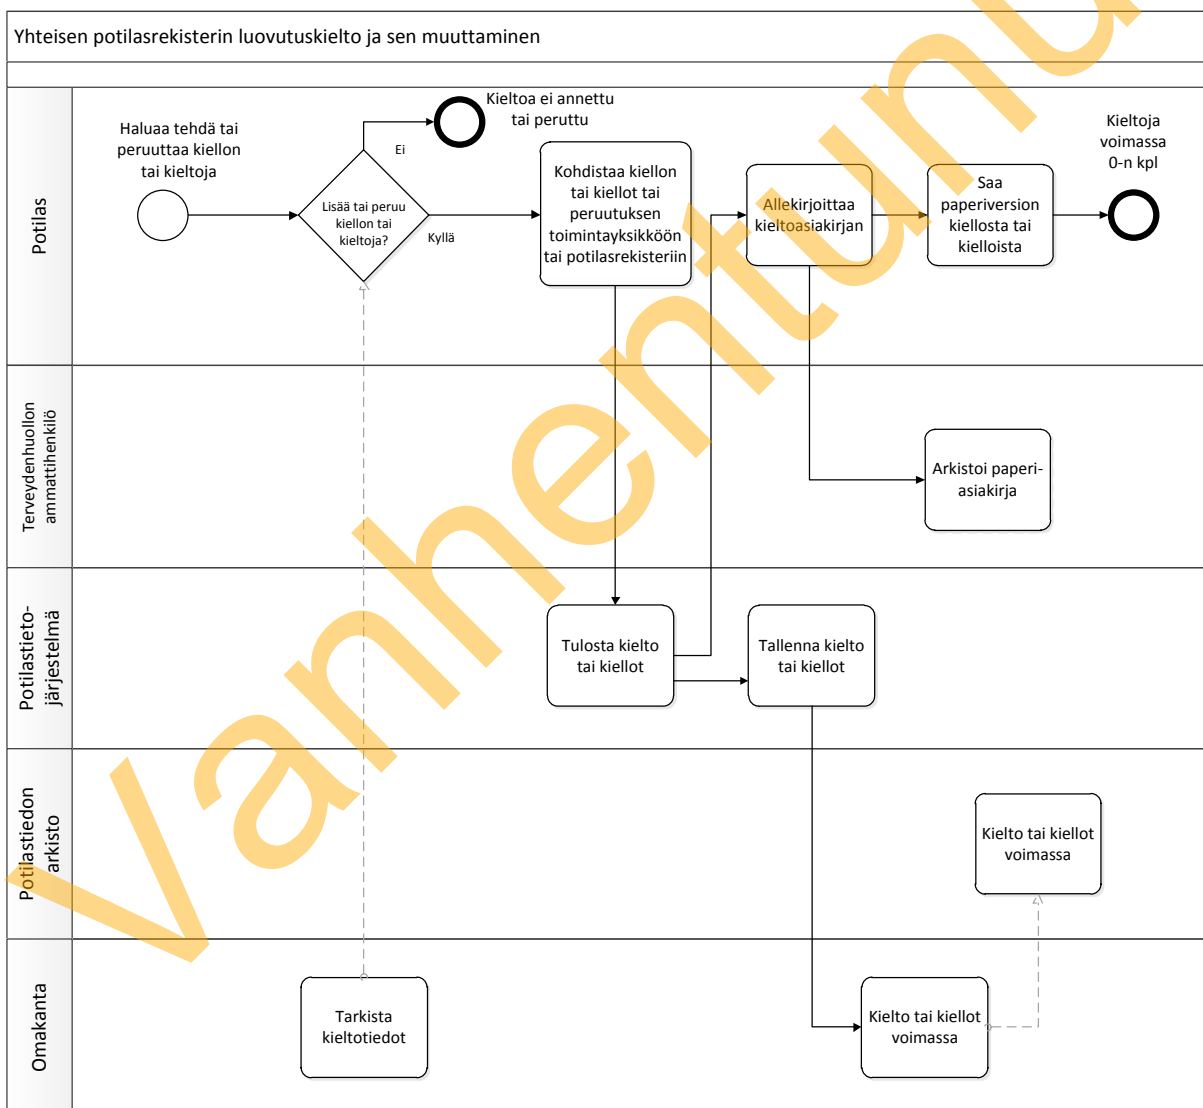 Yhteisen potilasrekisterin luovutuskielto ja sen muuttaminen
Potilas
Haluaa tehdä tai
peruuttaa kiellon
tai kieltoja
Lisää tai peruu
kiellon tai
kieltoja?
Ei
Kyllä
Kieltoa ei annettu
tai peruttu
Kohdistaa kiellon
tai kiellot tai
peruutuksen
toimintayksikköön
tai potilasrekisteriin
Allekirjoittaa
kieltoasiakirjan
Saa
paperiversion
kiellosta tai
kielloista
Kieltoja
voimassa
0-n kpl
Terveydenhuollon
ammattihenkilö
Arkistoi paperi-
asiakirja
Potilastieto-
järjestelmä
Tulosta kielto
tai kiellot
Tallenna kielto
tai kiellot
Potilastiedon
arkisto
Kielto tai kiellot
voimassa
Omakanta
Tarkista
kieltotiedot
Kielto tai kiellot
voimassa
Vanhentunu